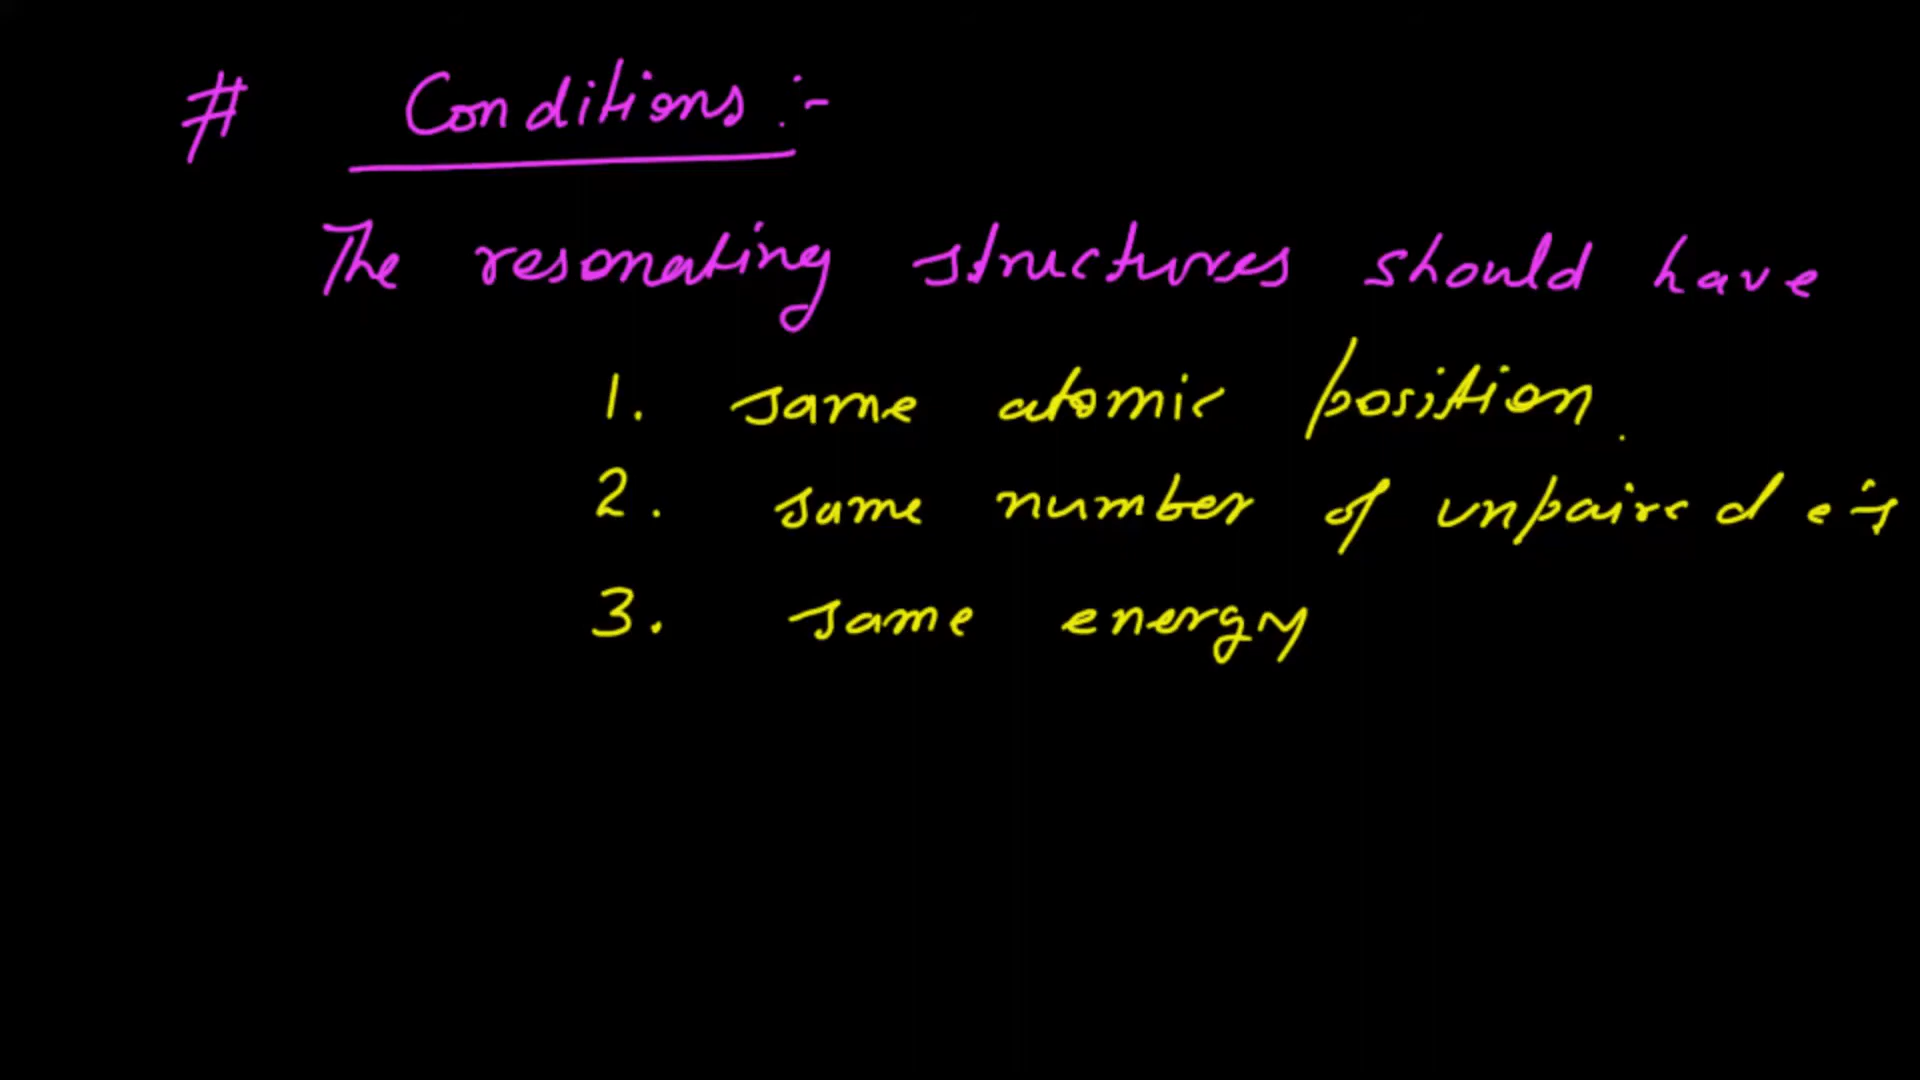 # Conditions :-
The resonating structures should have
1. same atomic position.
2. same number of unpaired e⁻s
3. same energy